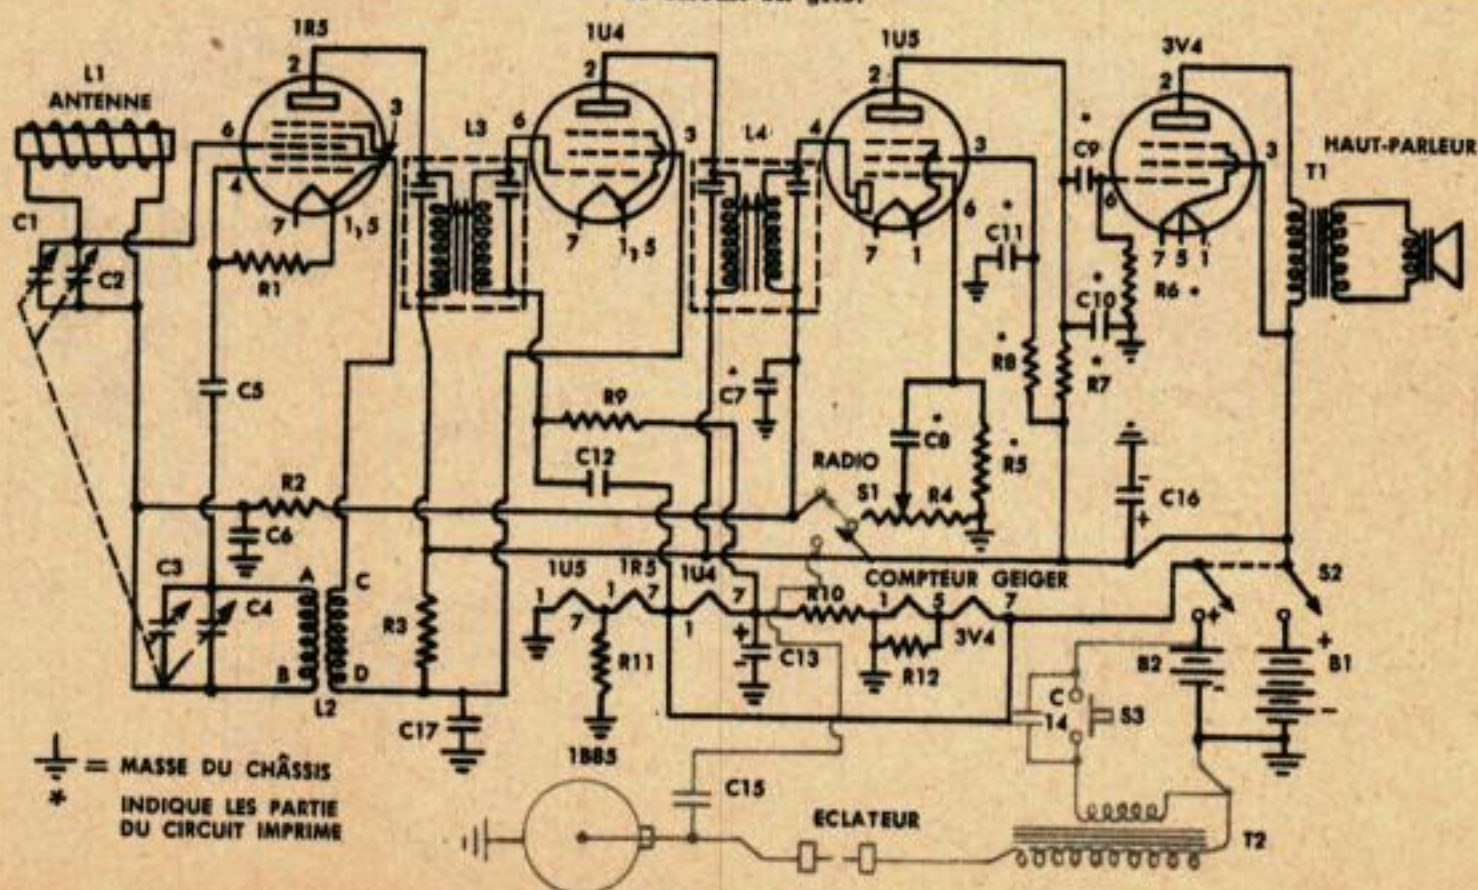 1R5
1U4
1U5
3V4
L1
ANTENNE
2
2
2
2
3
6
L3
6
3
L4
4
3
C9
*
3
HAUT-PARLEUR
T1
4
6
6
C1
7
1,5
7
1,5
7
1
7 5 1
C2
R1
C11
*
C10
*
R6 *
C5
R9
C7
*
R8
*
R7
*
C12
RADIO
C8
*
R5
*
R2
S1
R4
C16
-
+
C6
C3
A
C
1U5
1R5
1U4
COMPTEUR GEIGER
S2
C4
1
7
1
7
1
7
R10
1
5
7
3V4
R3
B
D
L2
R11
+
-
C13
R12
+
B2
-
+
B1
-
C17
C
14
S3
= MASSE DU CHÂSSIS
* INDIQUE LES PARTIE
DU CIRCUIT IMPRIME
1B85
C15
ECLATEUR
T2